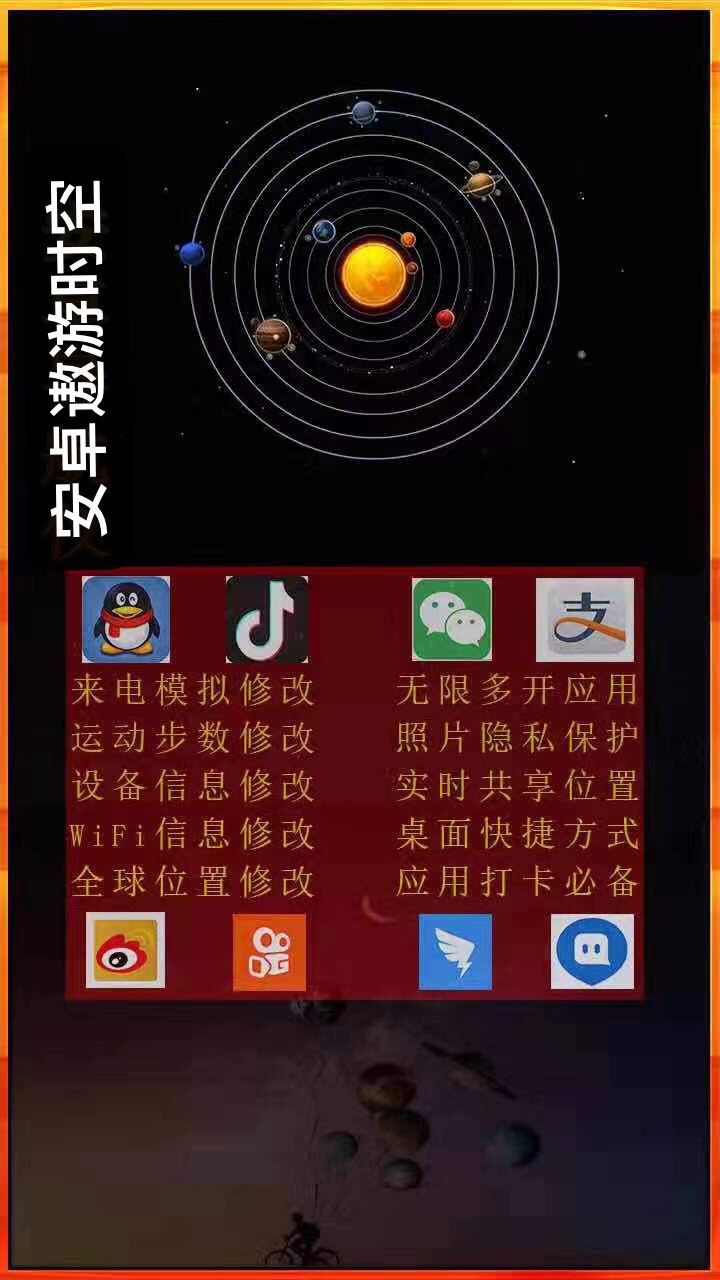 安卓遨游时空
来电模拟修改
运动步数修改
设备信息修改
WiFi信息修改
全球位置修改
无限多开应用
照片隐私保护
实时共享位置
桌面快捷方式
应用打卡必备
支